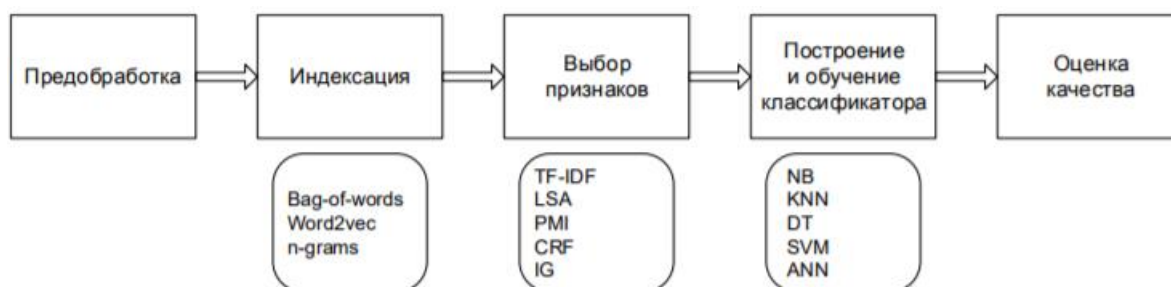 Предобработка
Индексация
Выбор
признаков
Построение
и обучение
классификатора
Оценка
качества
Bag-of-words
Word2vec
n-grams
TF-IDF
LSA
PMI
CRF
IG
NB
KNN
DT
SVM
ANN